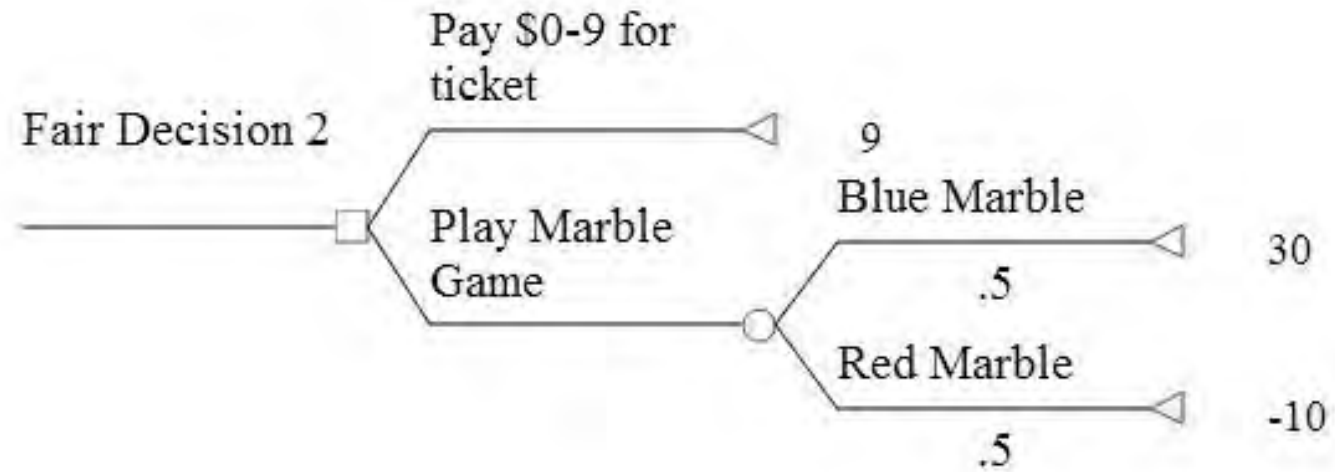 Pay $0-9 for
ticket
Fair Decision 2
9
Blue Marble
Play Marble
Game
30
.5
Red Marble
-10
.5